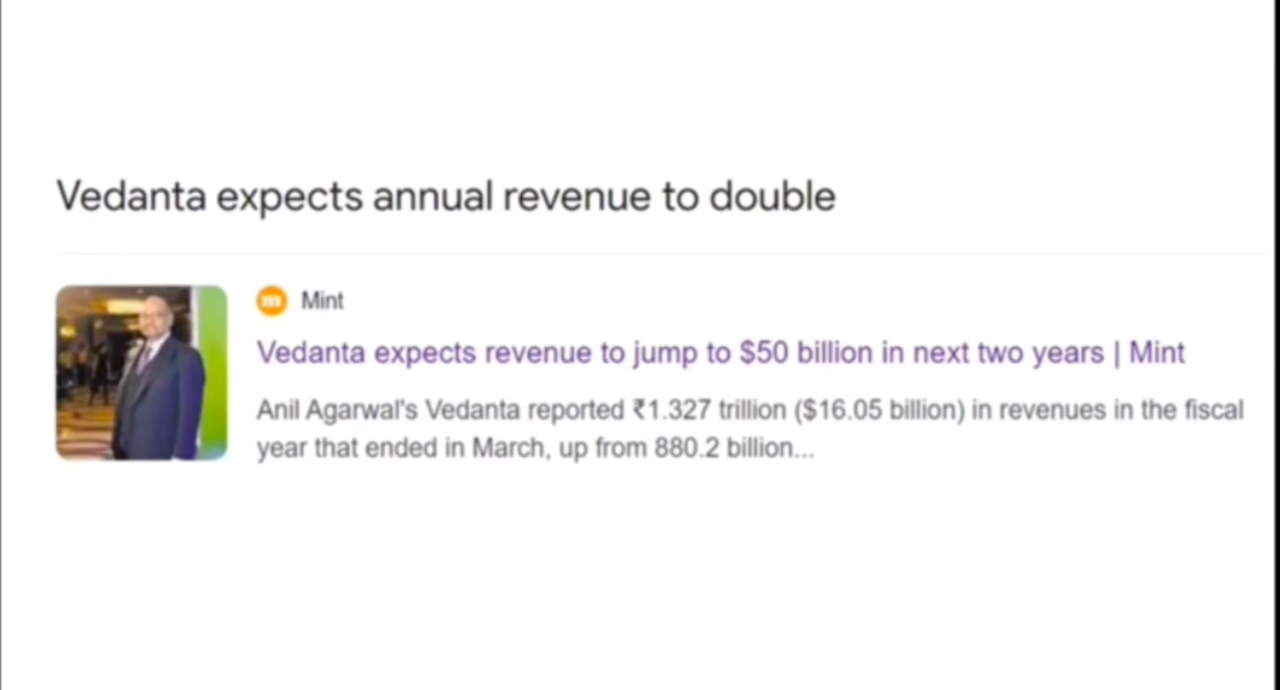 Vedanta expects annual revenue to double
m Mint
Vedanta expects revenue to jump to $50 billion in next two years | Mint
Anil Agarwal's Vedanta reported ₹1.327 trillion ($16.05 billion) in revenues in the fiscal
year that ended in March, up from 880.2 billion...